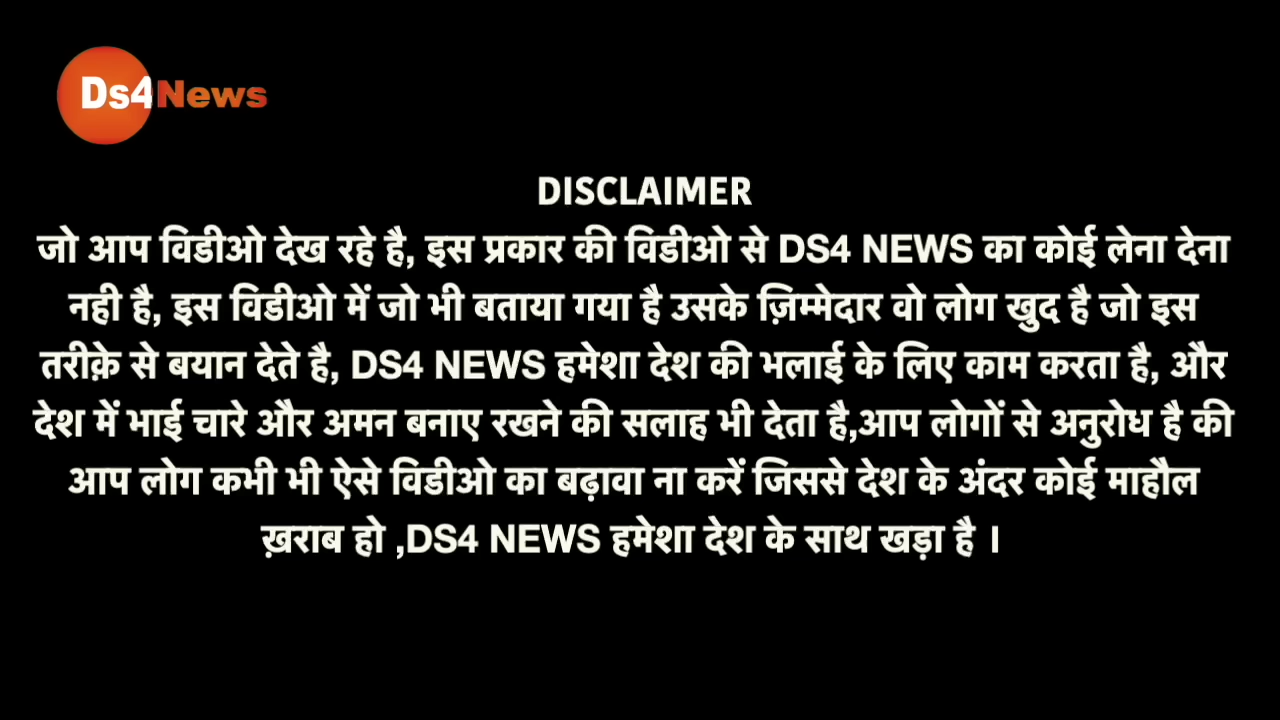 Ds4News
DISCLAIMER
जो आप विडीओ देख रहे है, इस प्रकार की विडीओ से DS4 NEWS का कोई लेना देना
नही है, इस विडीओ में जो भी बताया गया है उसके ज़िम्मेदार वो लोग खुद है जो इस
तरीक़े से बयान देते है, DS4 NEWS हमेशा देश की भलाई के लिए काम करता है, और
देश में भाई चारे और अमन बनाए रखने की सलाह भी देता है,आप लोगों से अनुरोध है की
आप लोग कभी भी ऐसे विडीओ का बढ़ावा ना करें जिससे देश के अंदर कोई माहौल
ख़राब हो ,DS4 NEWS हमेशा देश के साथ खड़ा है ।